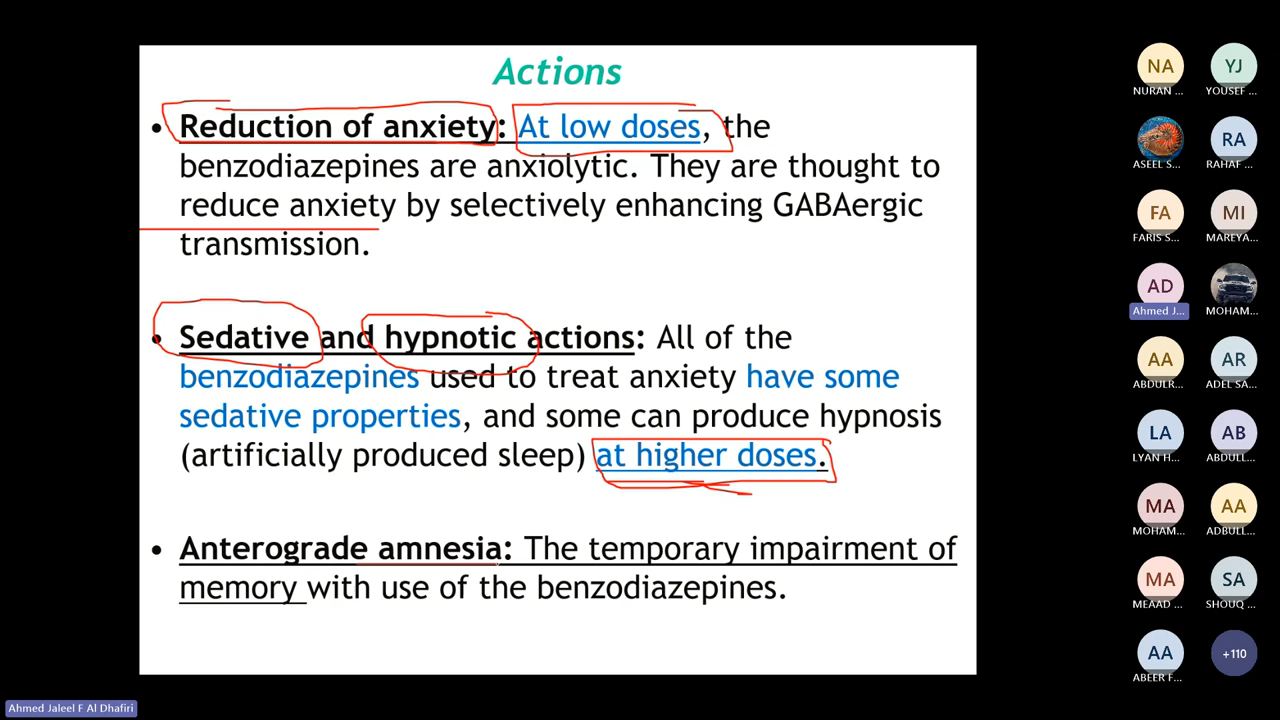 Actions
• Reduction of anxiety: At low doses, the
benzodiazepines are anxiolytic. They are thought to
reduce anxiety by selectively enhancing GABAergic
transmission.
• Sedative and hypnotic actions: All of the
benzodiazepines used to treat anxiety have some
sedative properties, and some can produce hypnosis
(artificially produced sleep) at higher doses.
• Anterograde amnesia: The temporary impairment of
memory with use of the benzodiazepines.
NA YJ
NURAN ... YOUSEF ...
RA
ASEEL S... RAHAF ...
FA MI
FARIS S... MAREYA...
AD
Ahmed J... MOHAM...
AA AR
ABDULR... ADEL SA...
LA AB
LYAN H... ABDULL...
MA AA
MOHAM... ADBULL...
MA SA
MEAAD ... SHOUQ ...
AA +110
ABEER F...
Ahmed Jaleel F Al Dhafiri